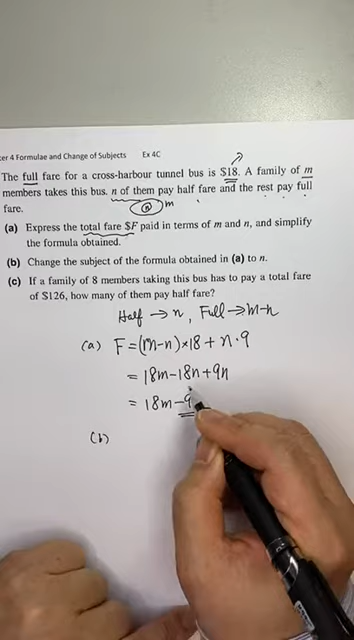 ter 4 Formulae and Change of Subjects Ex 4C
The full fare for a cross-harbour tunnel bus is $18. A family of m
members takes this bus. n of them pay half fare and the rest pay full
fare.
n m
(a) Express the total fare $F paid in terms of m and n, and simplify
the formula obtained.
(b) Change the subject of the formula obtained in (a) to n.
(c) If a family of 8 members taking this bus has to pay a total fare
of $126, how many of them pay half fare?
Half → n, Full → m-n
(a) F = (m-n)×18 + n·9
= 18m - 18n + 9n
= 18m - 9
(b)